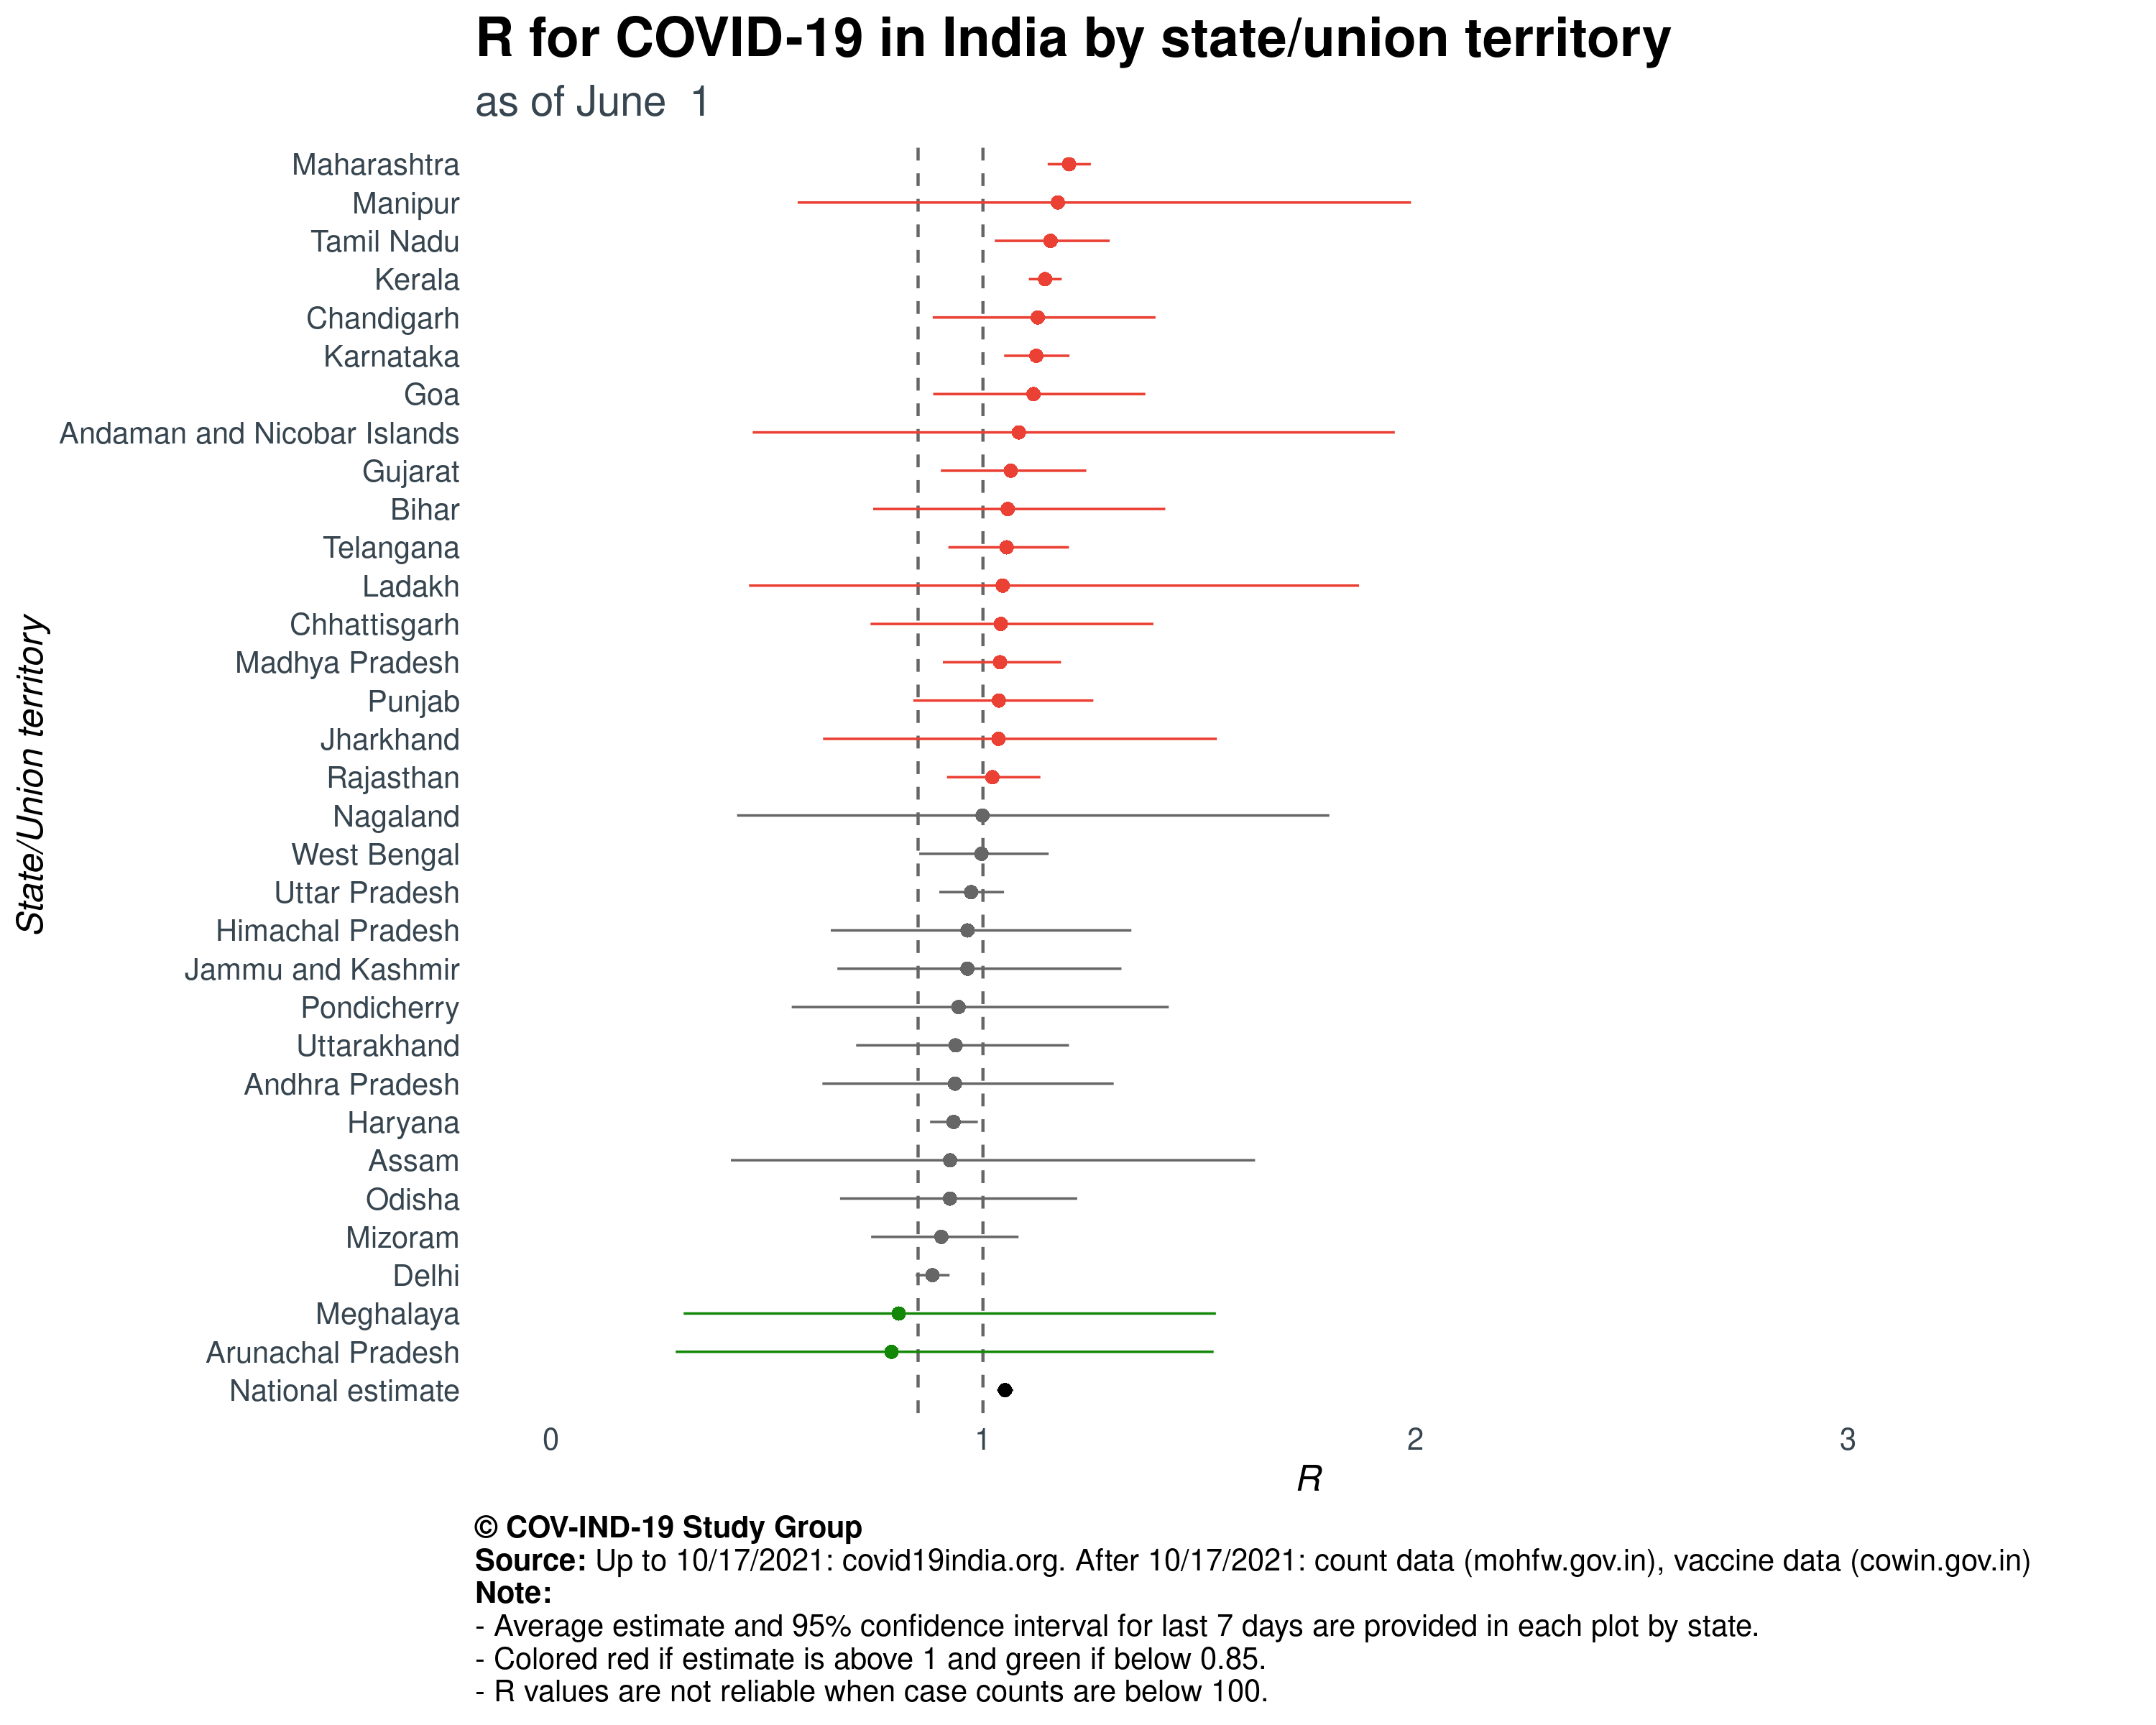 R for COVID-19 in India by state/union territory
as of June  1
State/Union territory
Maharashtra
Manipur
Tamil Nadu
Kerala
Chandigarh
Karnataka
Goa
Andaman and Nicobar Islands
Gujarat
Bihar
Telangana
Ladakh
Chhattisgarh
Madhya Pradesh
Punjab
Jharkhand
Rajasthan
Nagaland
West Bengal
Uttar Pradesh
Himachal Pradesh
Jammu and Kashmir
Pondicherry
Uttarakhand
Andhra Pradesh
Haryana
Assam
Odisha
Mizoram
Delhi
Meghalaya
Arunachal Pradesh
National estimate
0 1 2 3
R
© COV-IND-19 Study Group
Source: Up to 10/17/2021: covid19india.org. After 10/17/2021: count data (mohfw.gov.in), vaccine data (cowin.gov.in)
Note:
- Average estimate and 95% confidence interval for last 7 days are provided in each plot by state.
- Colored red if estimate is above 1 and green if below 0.85.
- R values are not reliable when case counts are below 100.